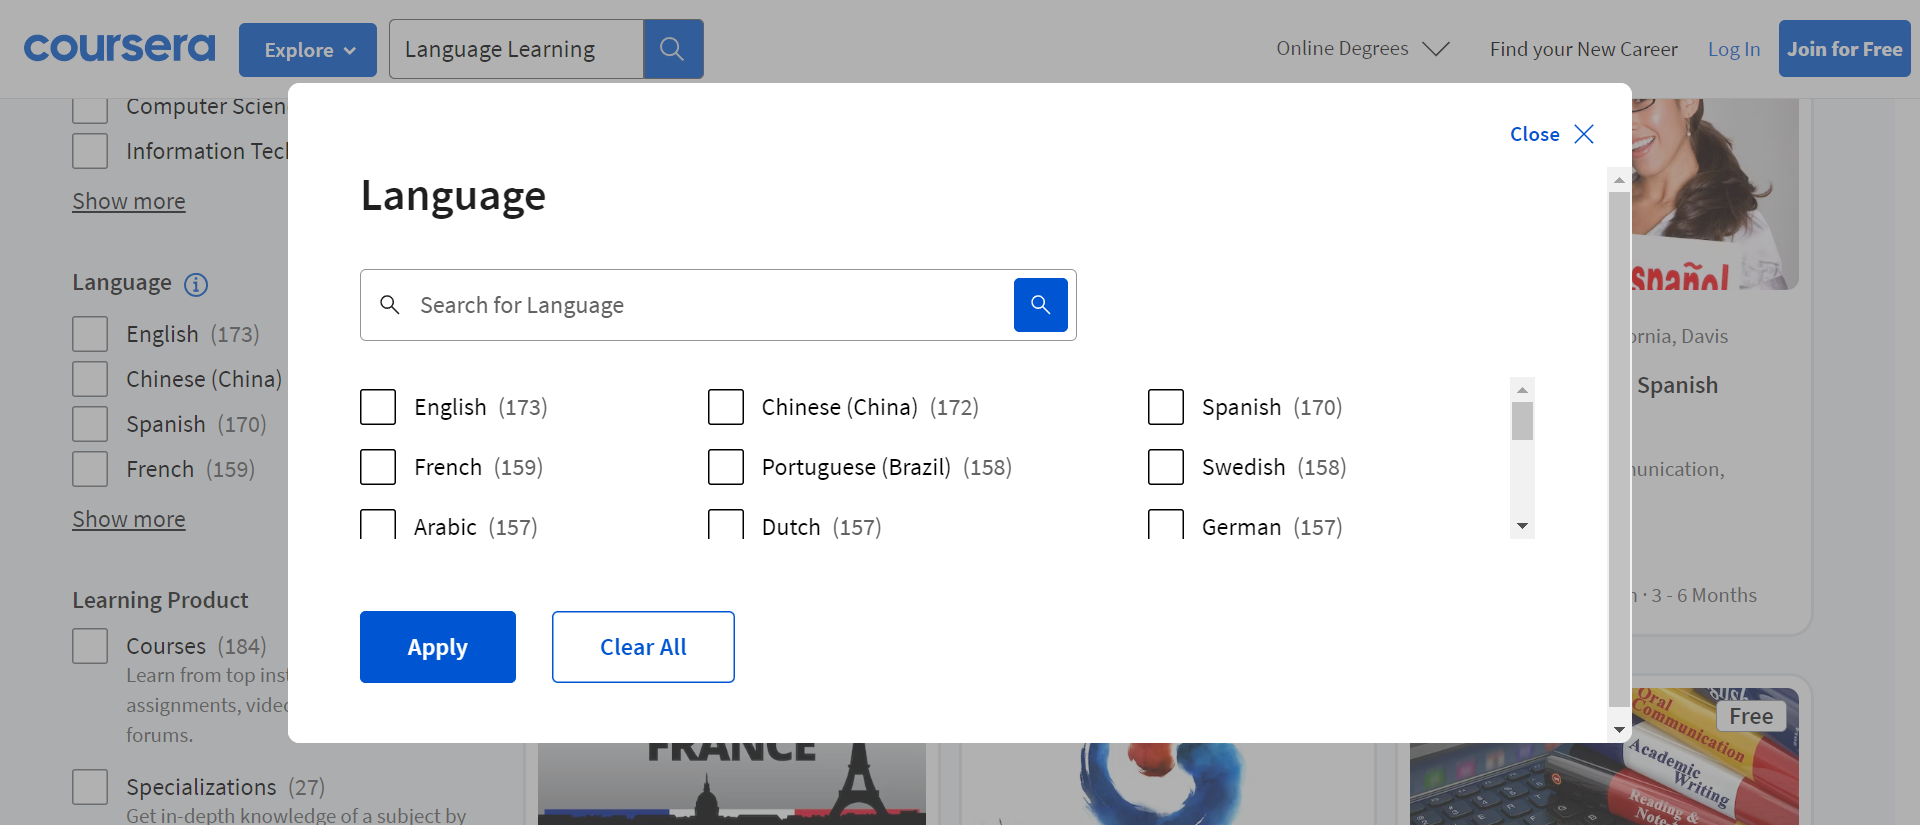 coursera
Explore
Language Learning
Online Degrees
Find your New Career
Log In
Join for Free
Computer Scien
Information Tec
Show more
Language
English (173)
Chinese (China)
Spanish (170)
French (159)
Show more
Learning Product
Courses (184)
Learn from top ins
assignments, vide
forums.
Specializations (27)
Get in-depth knowledge of a subject by
Close
Language
Search for Language
English (173)
Chinese (China) (172)
Spanish (170)
French (159)
Portuguese (Brazil) (158)
Swedish (158)
Arabic (157)
Dutch (157)
German (157)
Apply
Clear All
español
ornia, Davis
Spanish
unication,
· 3 - 6 Months
FRANCE
Free
Oral
Communication
Academic
Writing
Reading &